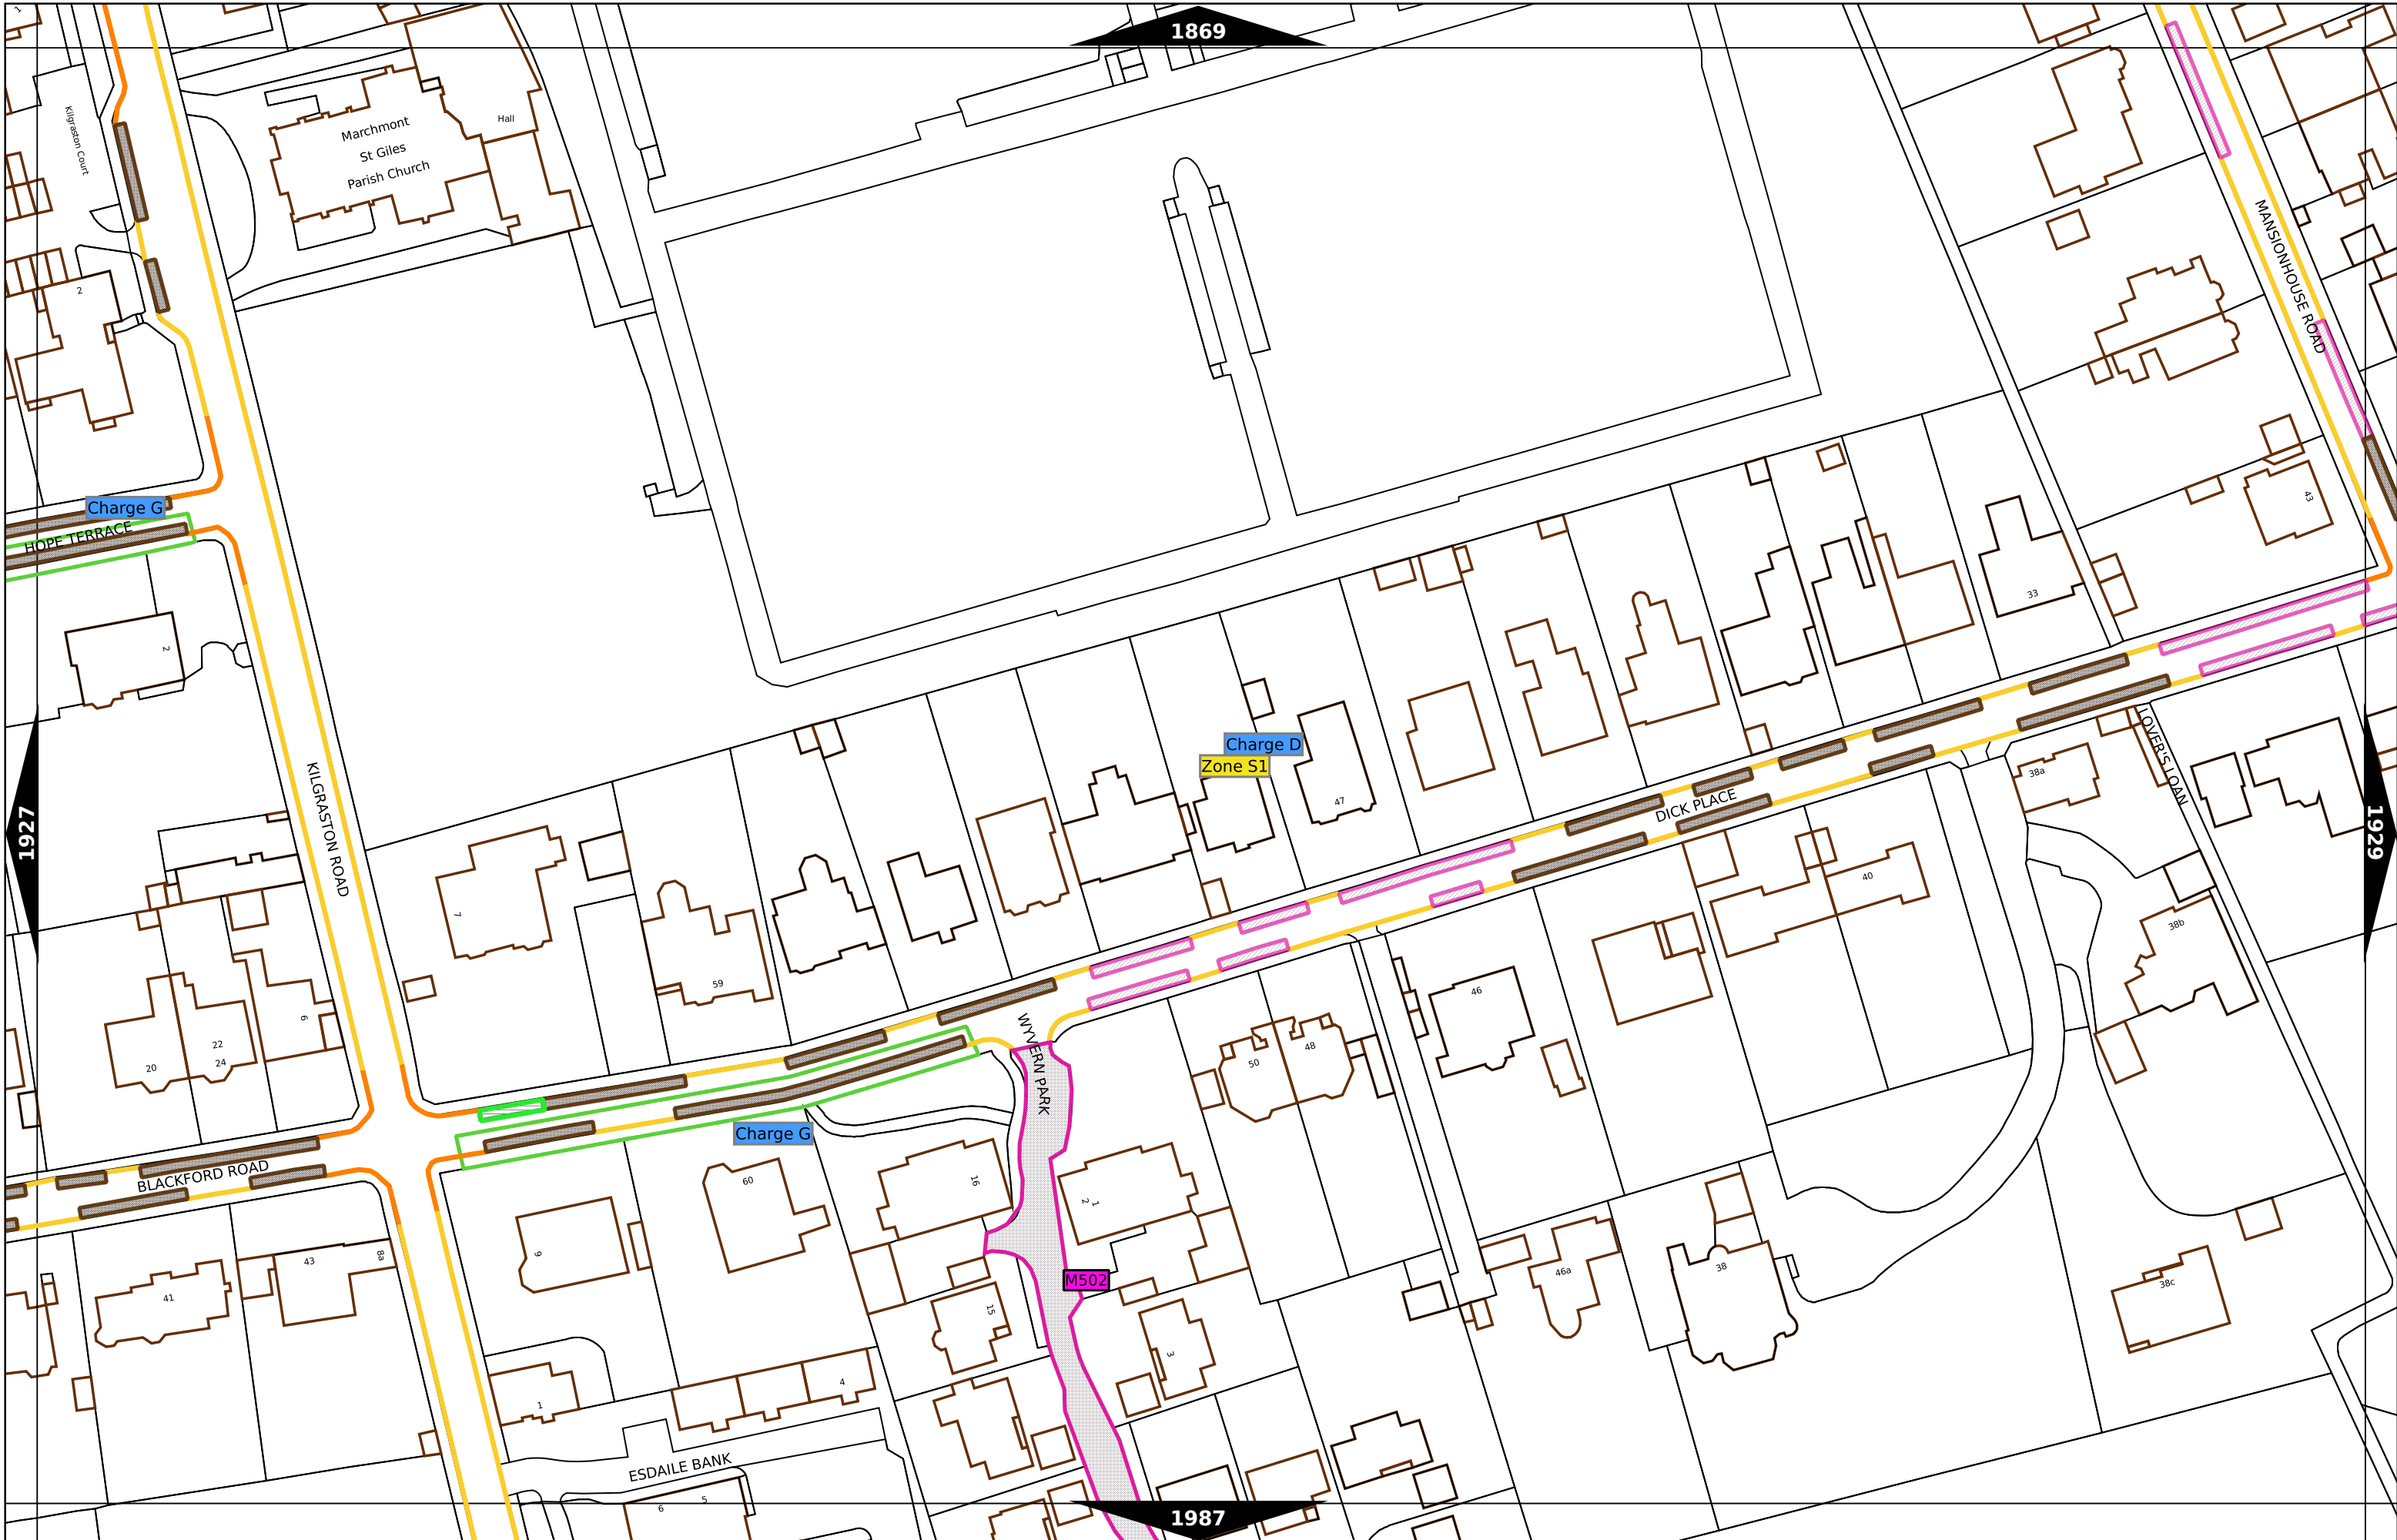 1869
1
Kilgraston Court
Marchmont
St Giles
Parish Church
Hall
MANSIONHOUSE ROAD
2
43
Charge G
HOPE TERRACE
2
33
KILGRASTON ROAD
Charge D
Zone S1
47
DICK PLACE
38a
LOVER'S LOAN
1927
1929
7
59
40
38b
46
6
20
22
24
WYVERN PARK
50
48
Charge G
BLACKFORD ROAD
60
16
2
1
9
41
43
8a
M502
46a
38
38c
15
3
1
4
ESDAILE BANK
6
5
1987